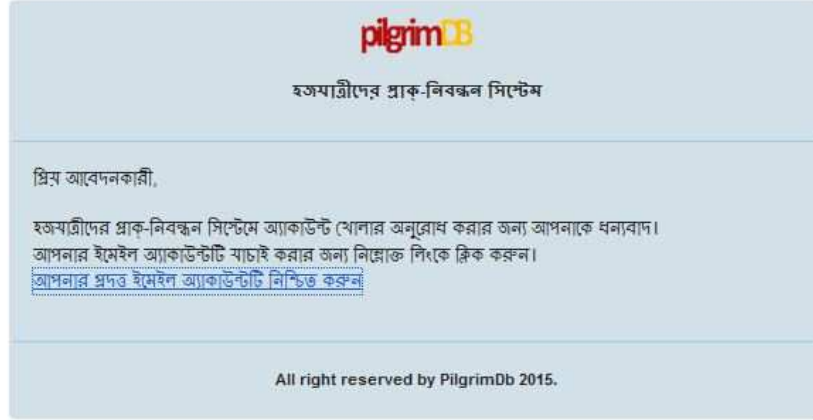 pilgrimDB
হজযাত্রীদের প্রাক্-নিবন্ধন সিস্টেম
প্রিয় আবেদনকারী,
হজযাত্রীদের প্রাক-নিবন্ধন সিস্টেমে অ্যাকাউন্ট খোলার অনুরোধ করার জন্য আপনাকে ধন্যবাদ।
আপনার ইমেইল অ্যাকাউন্টটি যাচাই করার জন্য নিম্নোক্ত লিংকে ক্লিক করুন।
আপনার প্রদত্ত ইমেইল অ্যাকাউন্টটি নিশ্চিত করুন
All right reserved by PilgrimDb 2015.